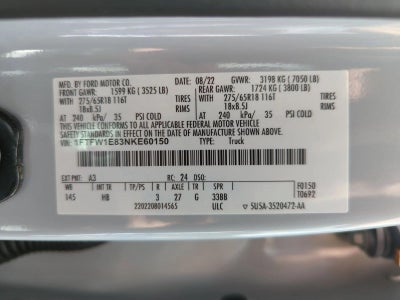 MFD. BY FORD MOTOR CO. 08/22 GVWR: 3198 KG ( 7050 LB)
FRONT GAWR: 1599 KG ( 3525 LB) REAR GAWR: 1724 KG ( 3800 LB)
WITH 275/65R18 116T TIRES WITH 275/65R18 116T TIRES
18x8.5J RIMS 18x8.5J RIMS
AT 240 kPa/ 35 PSI COLD AT 240 kPa/ 35 PSI COLD
THIS VEHICLE CONFORMS TO ALL APPLICABLE FEDERAL MOTOR VEHICLE
SAFETY STANDARDS IN EFFECT ON THE DATE OF MANUFACTURE SHOWN ABOVE.
VIN: 1FTFW1E83NKE60150 TYPE: Truck
EXT PNT: A3 RC: 24 DSO: F0150
WB INT TR TP/PS R AXLE TR SPR T0692
145 HB 3 27 G 33BB
2202208014565 ULC 5U5A-3520472-AA